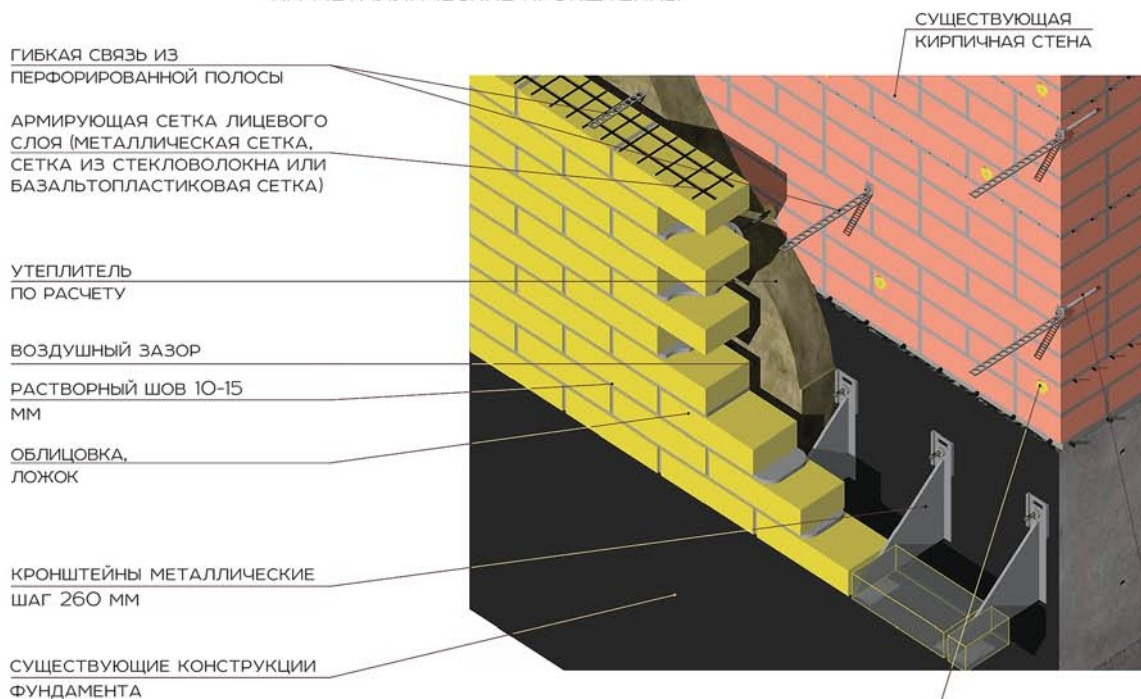 СУЩЕСТВУЮЩАЯ
КИРПИЧНАЯ СТЕНА
ГИБКАЯ СВЯЗЬ ИЗ
ПЕРФОРИРОВАННОЙ ПОЛОСЫ
АРМИРУЮЩАЯ СЕТКА ЛИЦЕВОГО
СЛОЯ (МЕТАЛЛИЧЕСКАЯ СЕТКА,
СЕТКА ИЗ СТЕКЛОВОЛОКНА ИЛИ
БАЗАЛЬТОПЛАСТИКОВАЯ СЕТКА)
УТЕПЛИТЕЛЬ
ПО РАСЧЕТУ
ВОЗДУШНЫЙ ЗАЗОР
РАСТВОРНЫЙ ШОВ 10-15
ММ
ОБЛИЦОВКА,
ЛОЖОК
КРОНШТЕЙНЫ МЕТАЛЛИЧЕСКИЕ
ШАГ 260 ММ
СУЩЕСТВУЮЩИЕ КОНСТРУКЦИИ
ФУНДАМЕНТА